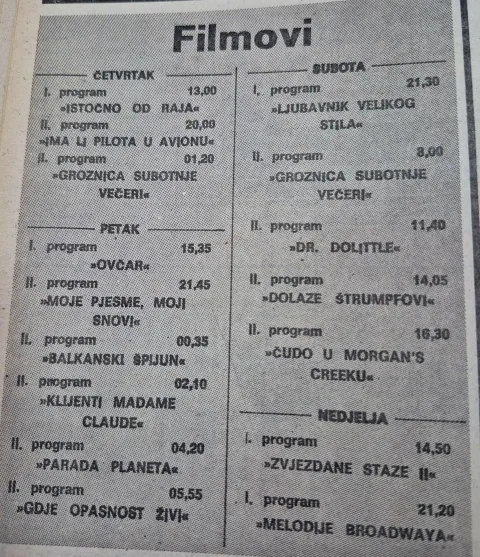 Filmovi
ČETVRTAK
I. program 13,00
»ISTOČNO OD RAJA«
II. program 20,00
»IMA LI PILOTA U AVIONU«
II. program 01,20
»GROZNICA SUBOTNJE
VEČERI«
PETAK
I. program 15,35
»OVČAR«
II. program 21,45
»MOJE PJESME, MOJI
SNOVI«
II. program 00,35
»BALKANSKI ŠPIJUN«
II. program 02,10
»KLIJENTI MADAME
CLAUDE«
II. program 04,20
»PARADA PLANETA«
II. program 05,55
»GDJE OPASNOST ŽIVI«
SUBOTA
I. program 21,30
»LJUBAVNIK VELIKOG
STILA«
II. program 8,00
»GROZNICA SUBOTNJE
VEČERI«
II. program 11,40
»DR. DOLITTLE«
II. program 14,05
»DOLAZE ŠTRUMPFOVI«
II. program 16,30
»ČUDO U MORGAN'S
CREEKU«
NEDJELJA
I. program 14,50
»ZVJEZDANE STAZE II«
I. program 21,20
»MELODIJE BROADWAYA«